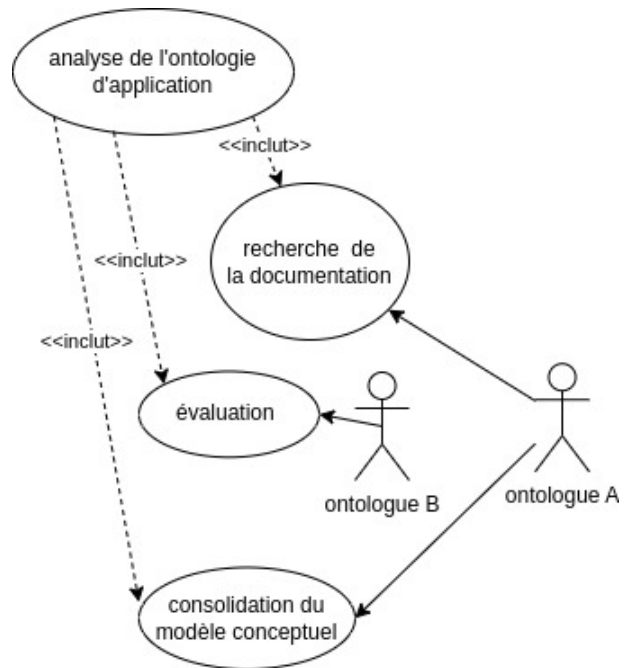 analyse de l'ontologie
d'application
<<inclut>>
recherche de
la documentation
<<inclut>>
<<inclut>>
évaluation
ontologue B
ontologue A
consolidation du
modèle conceptuel